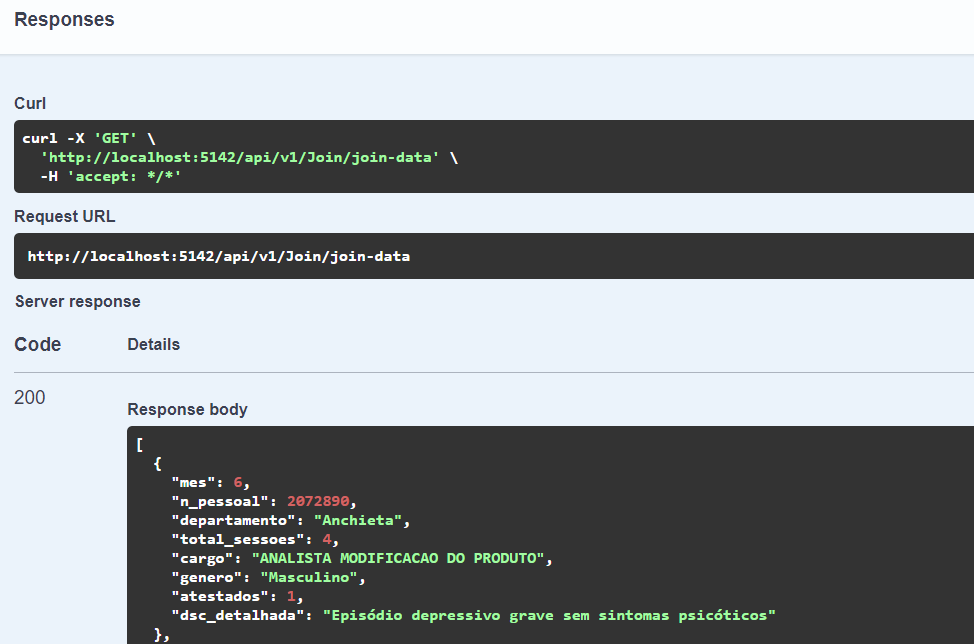 Responses
Curl
curl -X 'GET' \
'http://localhost:5142/api/v1/Join/join-data' \
-H 'accept: */*'
Request URL
http://localhost:5142/api/v1/Join/join-data
Server response
Code Details
200
Response body
[
{
"mes": 6,
"n_pessoal": 2072890,
"departamento": "Anchieta",
"total_sessoes": 4,
"cargo": "ANALISTA MODIFICACAO DO PRODUTO",
"genero": "Masculino",
"atestados": 1,
"dsc_detalhada": "Episódio depressivo grave sem sintomas psicóticos"
},